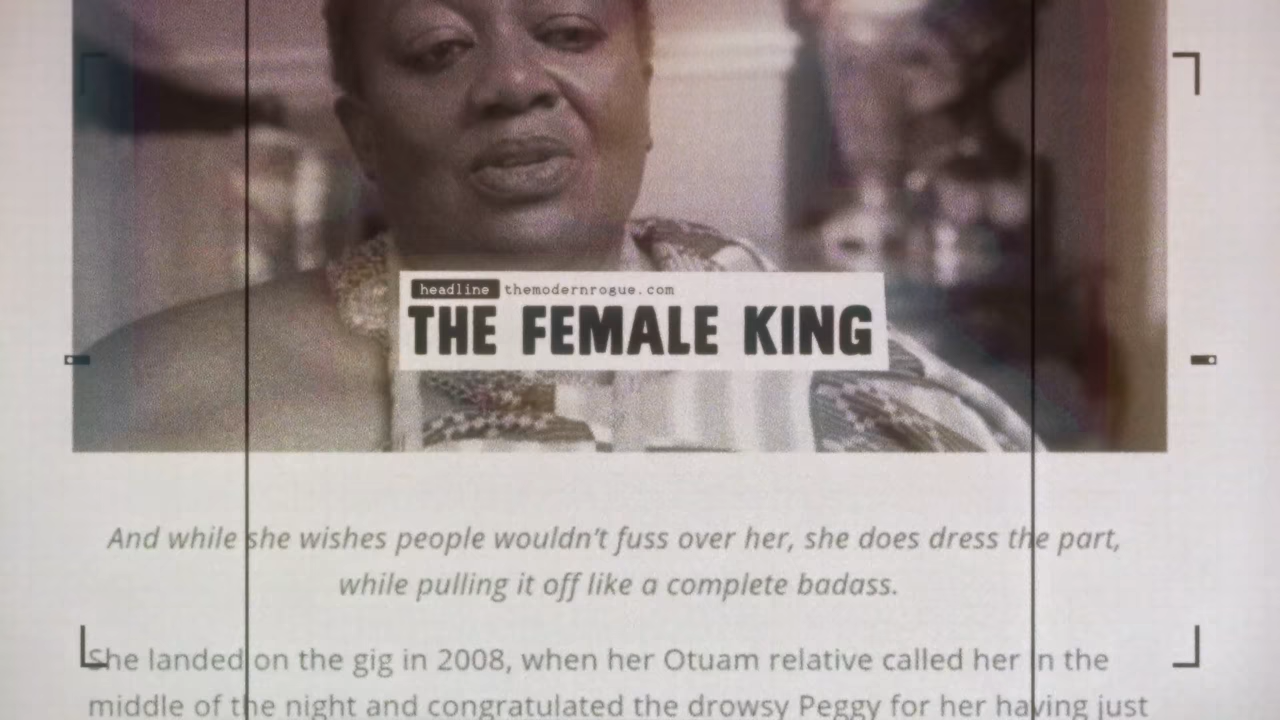 headline themodernrogue.com
THE FEMALE KING
And while she wishes people wouldn't fuss over her, she does dress the part,
while pulling it off like a complete badass.
She landed on the gig in 2008, when her Otuam relative called her in the
middle of the night and congratulated the drowsy Peggy for her having just